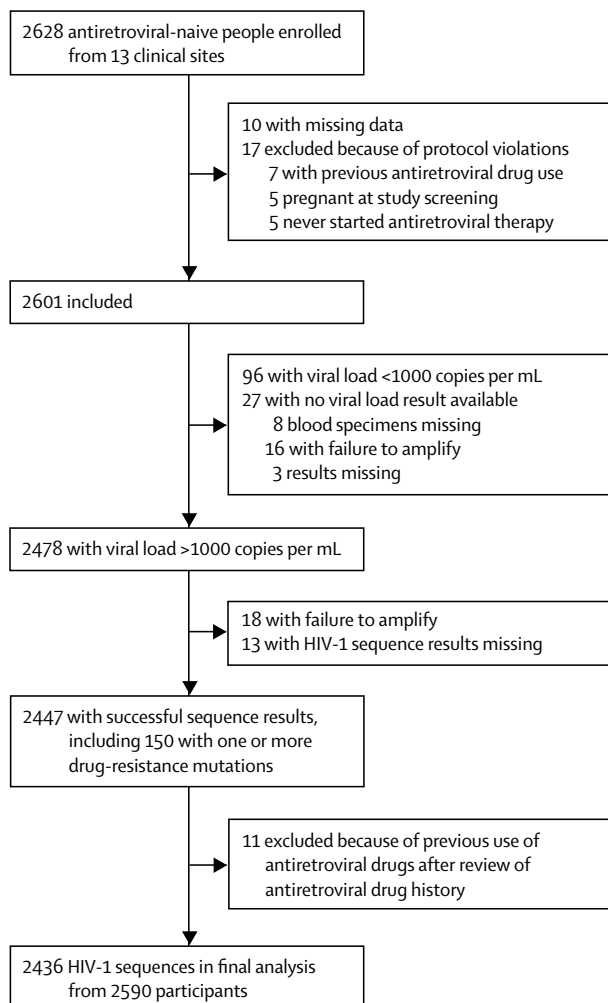 2628 antiretroviral-naive people enrolled
from 13 clinical sites
10 with missing data
17 excluded because of protocol violations
7 with previous antiretroviral drug use
5 pregnant at study screening
5 never started antiretroviral therapy
2601 included
96 with viral load <1000 copies per mL
27 with no viral load result available
8 blood specimens missing
16 with failure to amplify
3 results missing
2478 with viral load >1000 copies per mL
18 with failure to amplify
13 with HIV-1 sequence results missing
2447 with successful sequence results,
including 150 with one or more
drug-resistance mutations
11 excluded because of previous use of
antiretroviral drugs after review of
antiretroviral drug history
2436 HIV-1 sequences in final analysis
from 2590 participants